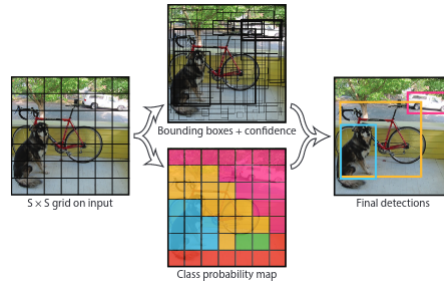 Bounding boxes + confidence
S × S grid on input
Final detections
Class probability map